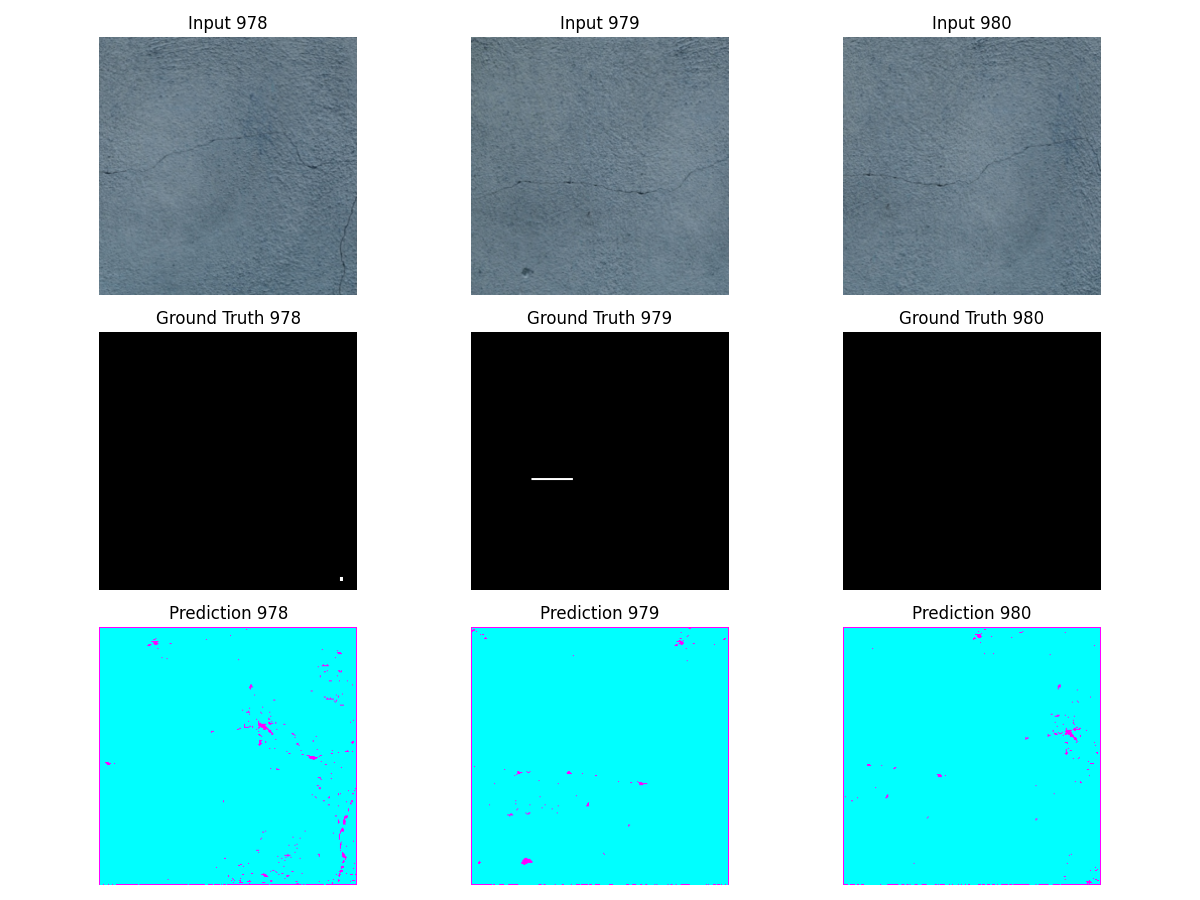 Input 978
Input 979
Input 980
Ground Truth 978
Ground Truth 979
Ground Truth 980
Prediction 978
Prediction 979
Prediction 980